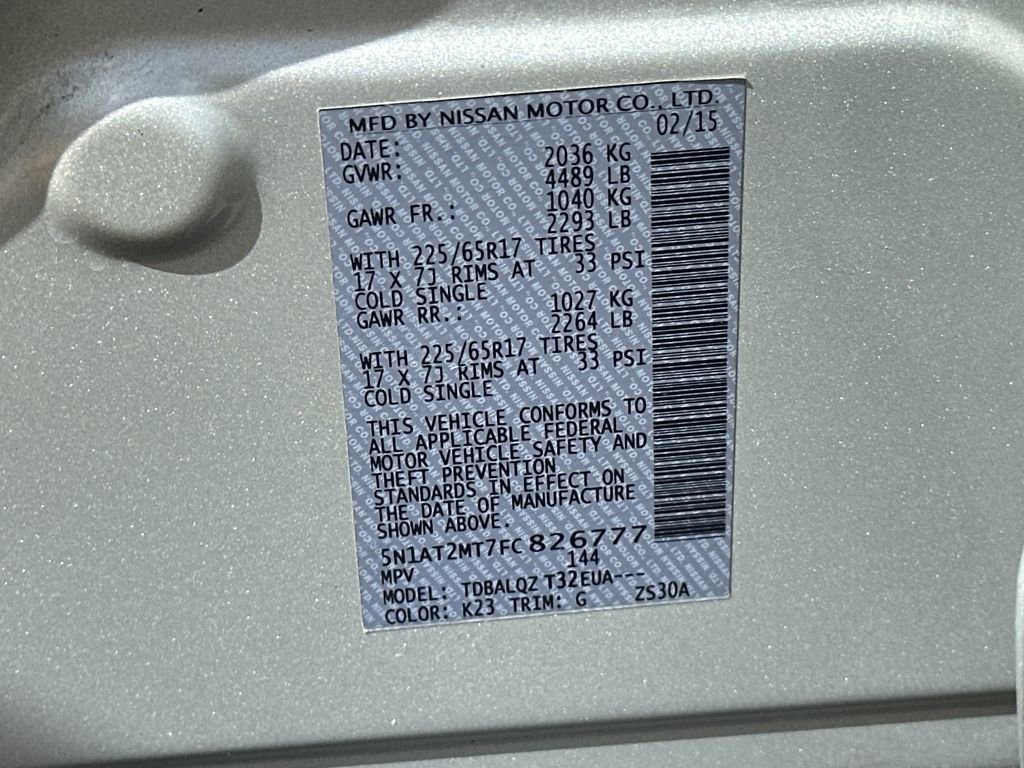 MFD BY NISSAN MOTOR CO., LTD.
DATE: 02/15
GVWR: 2036 KG
4489 LB
GAWR FR.: 1040 KG
2293 LB
WITH 225/65R17 TIRES
17 X 7J RIMS AT 33 PSI
COLD SINGLE
GAWR RR.: 1027 KG
2264 LB
WITH 225/65R17 TIRES
17 X 7J RIMS AT 33 PSI
COLD SINGLE
THIS VEHICLE CONFORMS TO
ALL APPLICABLE FEDERAL
MOTOR VEHICLE SAFETY AND
THEFT PREVENTION
STANDARDS IN EFFECT ON
THE DATE OF MANUFACTURE
SHOWN ABOVE.
5N1AT2MT7FC826777
MPV 144
MODEL: TDBALQZ T32EUA---
COLOR: K23 TRIM: G ZS30A